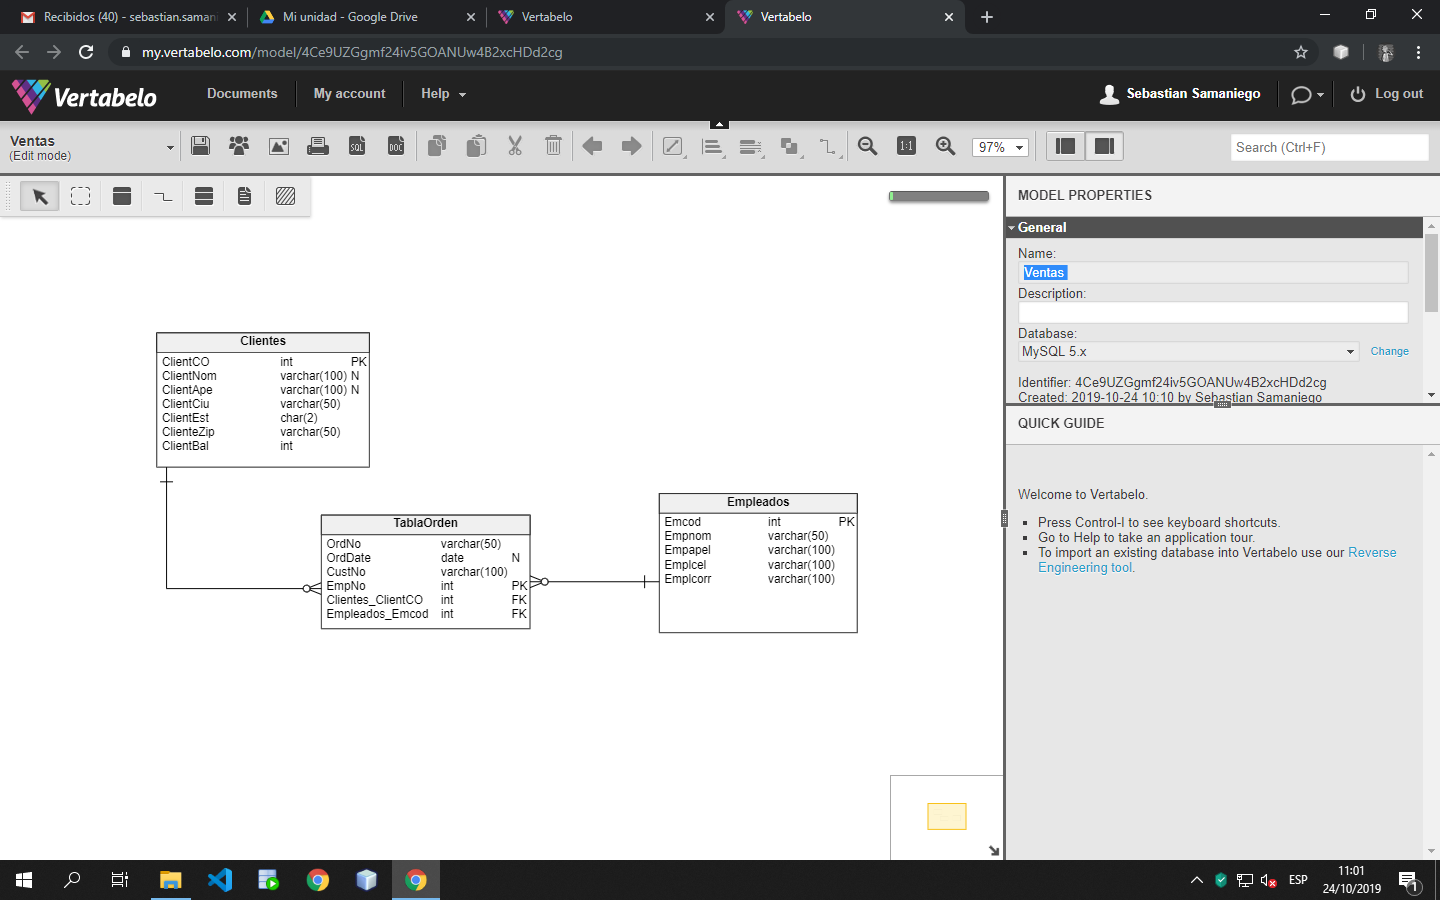 Recibidos (40) - sebastian.saman
Mi unidad - Google Drive
Vertabelo
Vertabelo
my.vertabelo.com/model/4Ce9UZGgmf24iv5GOANUw4B2xcHDd2cg
Vertabelo
Documents
My account
Help
Sebastian Samaniego
Log out
Ventas
(Edit mode)
SQL
DOC
1:1
97%
Search (Ctrl+F)
MODEL PROPERTIES
General
Name:
Ventas
Description:
Database:
MySQL 5.x
Change
Identifier: 4Ce9UZGgmf24iv5GOANUw4B2xcHDd2cg
Created: 2019-10-24 10:10 by Sebastian Samaniego
QUICK GUIDE
Welcome to Vertabelo.
Press Control-I to see keyboard shortcuts.
Go to Help to take an application tour.
To import an existing database into Vertabelo use our Reverse
Engineering tool.
Clientes
ClientCO int PK
ClientNom varchar(100) N
ClientApe varchar(100) N
ClientCiu varchar(50)
ClientEst char(2)
ClienteZip varchar(50)
ClientBal int
TablaOrden
OrdNo varchar(50)
OrdDate date N
CustNo varchar(100)
EmpNo int PK
Clientes_ClientCO int FK
Empleados_Emcod int FK
Empleados
Emcod int PK
Empnom varchar(50)
Empapel varchar(100)
Emplcel varchar(100)
Emplcorr varchar(100)
ESP
11:01
24/10/2019
1